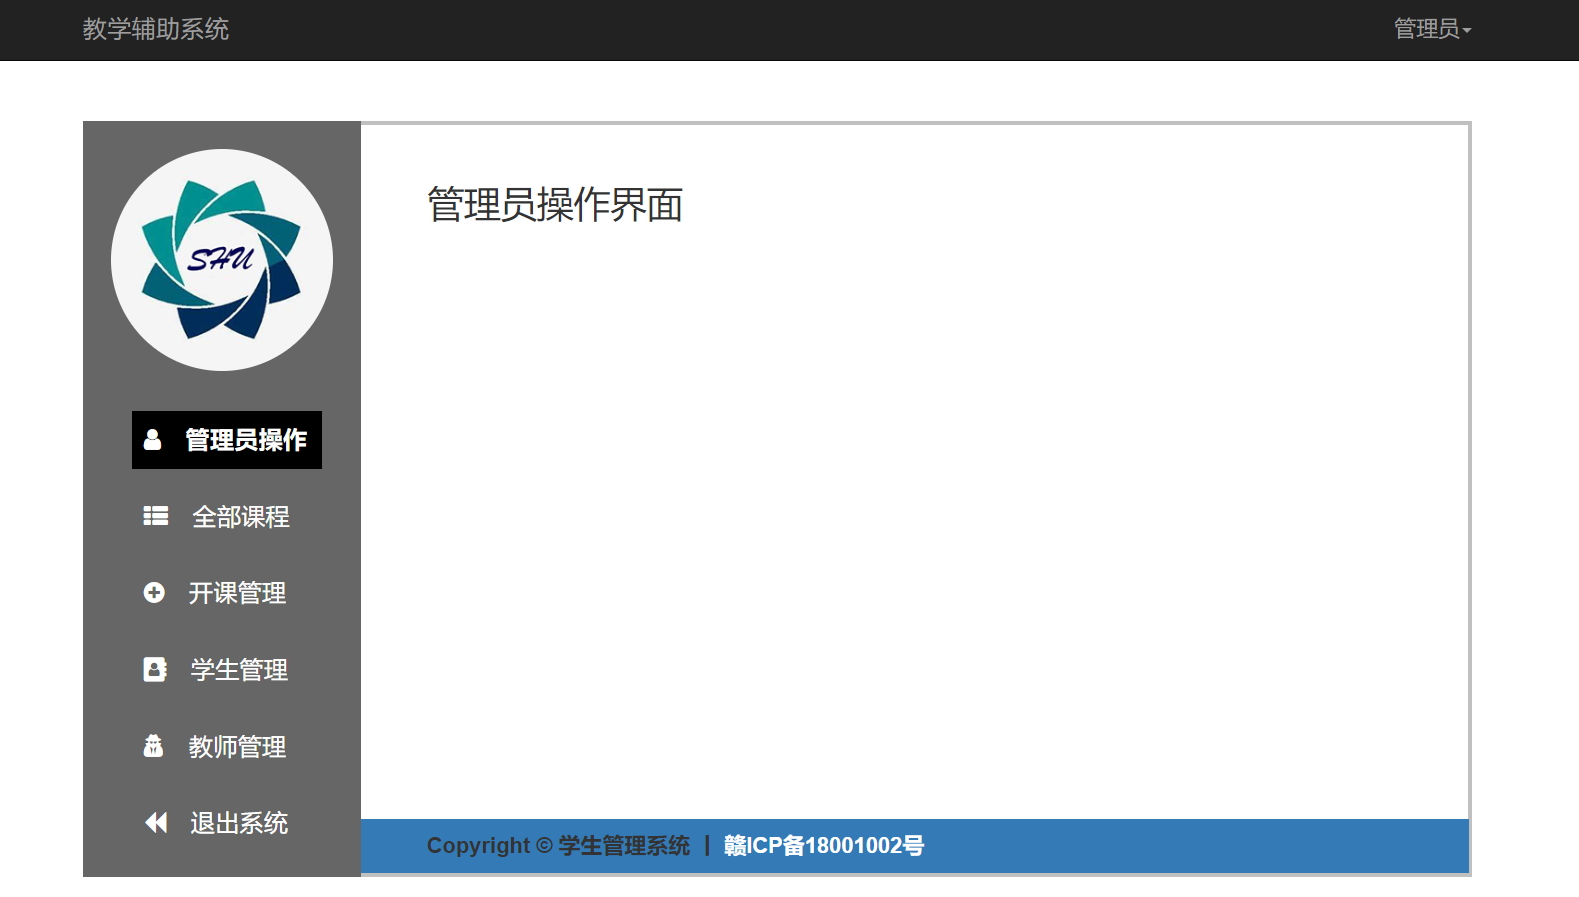 教学辅助系统
管理员
SHU
管理员操作界面
管理员操作
全部课程
开课管理
学生管理
教师管理
退出系统
Copyright © 学生管理系统 | 赣ICP备18001002号